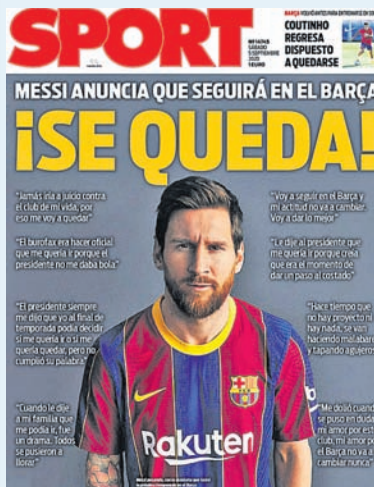 SPORT
SÁBADO
5 SEPTIEMBRE
2020
1 EURO
COUTINHO
REGRESA
DISPUESTO
A QUEDARSE
MESSI ANUNCIA QUE SEGUIRÁ EN EL BARÇA
¡SE QUEDA!
"Jamás iría a juicio contra
el club de mi vida, por
eso me voy a quedar"
"Voy a seguir en el Barça y
mi actitud no va a cambiar.
Voy a dar lo mejor"
"El burofax era hacer oficial
que me quería ir porque el
presidente no me daba bola"
"Le dije al presidente que
me quería ir porque creía
que era el momento de
dar un paso al costado"
"El presidente siempre
me dijo que yo al final de
temporada podía decidir
si me quería ir o si me
quería quedar, pero no
cumplió su palabra"
"Hace tiempo que
no hay proyecto ni
hay nada, se van
haciendo malabares
y tapando agujeros
"Cuando le dije
a mi familia que
me podía ir, fue
un drama. Todos
se pusieron a
llorar"
"Me dolió cuando
se puso en duda
mi amor por este
club, mi amor por
el Barça no va a
cambiar nunca"
Rakuten